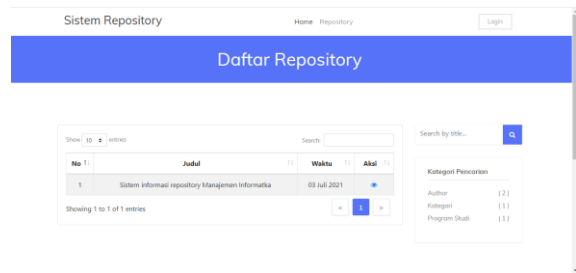 Sistem Repository Home Repository Login
Daftar Repository
Show 10 entries Search:
No Judul Waktu Aksi
1 Sistem informasi repository Manajemen Informatika 03 Juli 2021
Showing 1 to 1 of 1 entries « 1 »
Search by title...
Kategori Pencarian
Author (2)
Kategori (1)
Program Studi (1)